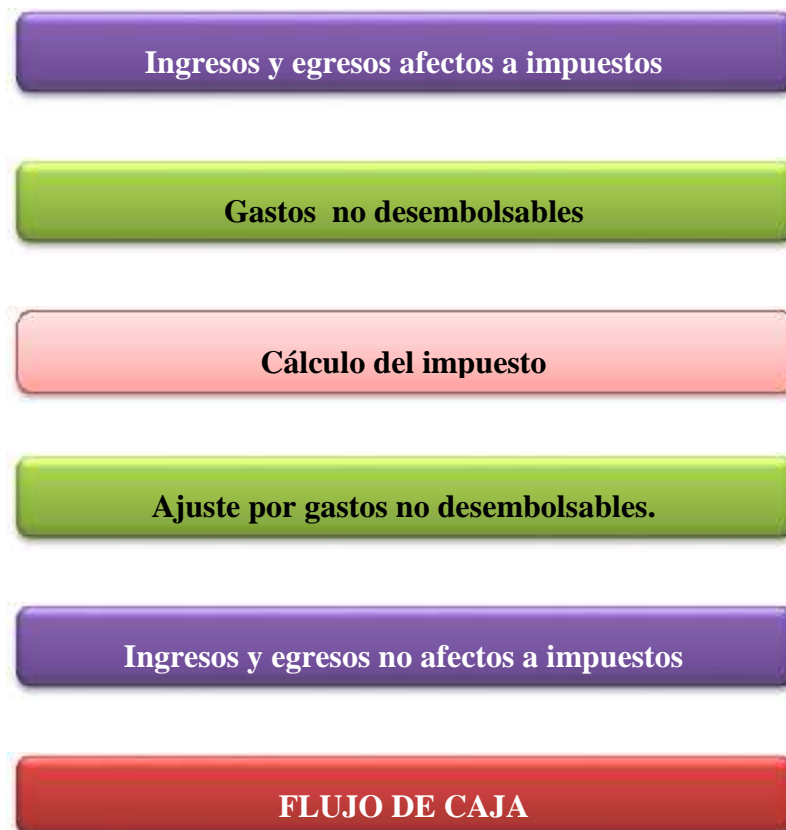 Ingresos y egresos afectos a impuestos
Gastos no desembolsables
Cálculo del impuesto
Ajuste por gastos no desembolsables.
Ingresos y egresos no afectos a impuestos
FLUJO DE CAJA